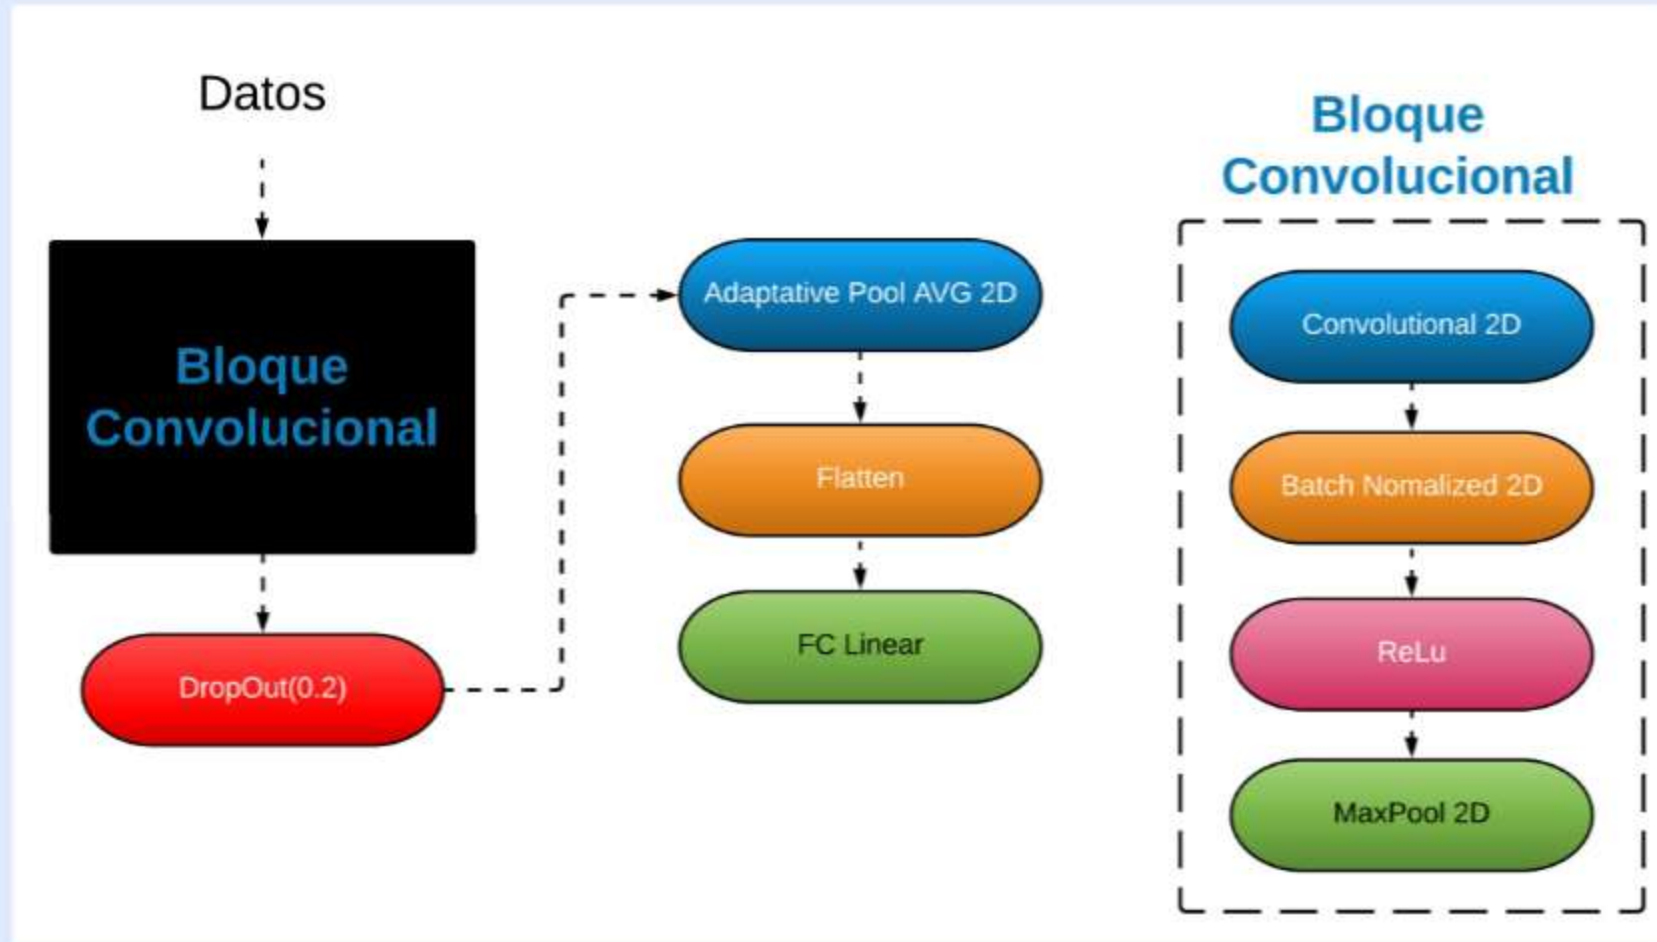 Datos
Bloque
Convolucional
DropOut(0.2)
Adaptative Pool AVG 2D
Flatten
FC Linear
Bloque
Convolucional
Convolutional 2D
Batch Nomalized 2D
ReLu
MaxPool 2D